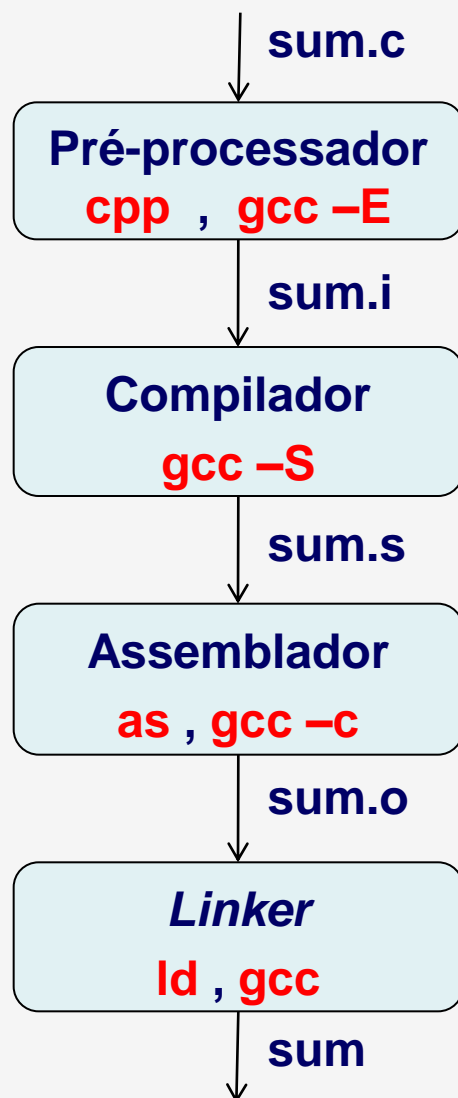 sum.c
Pré-processador
cpp , gcc –E
sum.i
Compilador
gcc –S
sum.s
Assemblador
as , gcc –c
sum.o
Linker
ld , gcc
sum